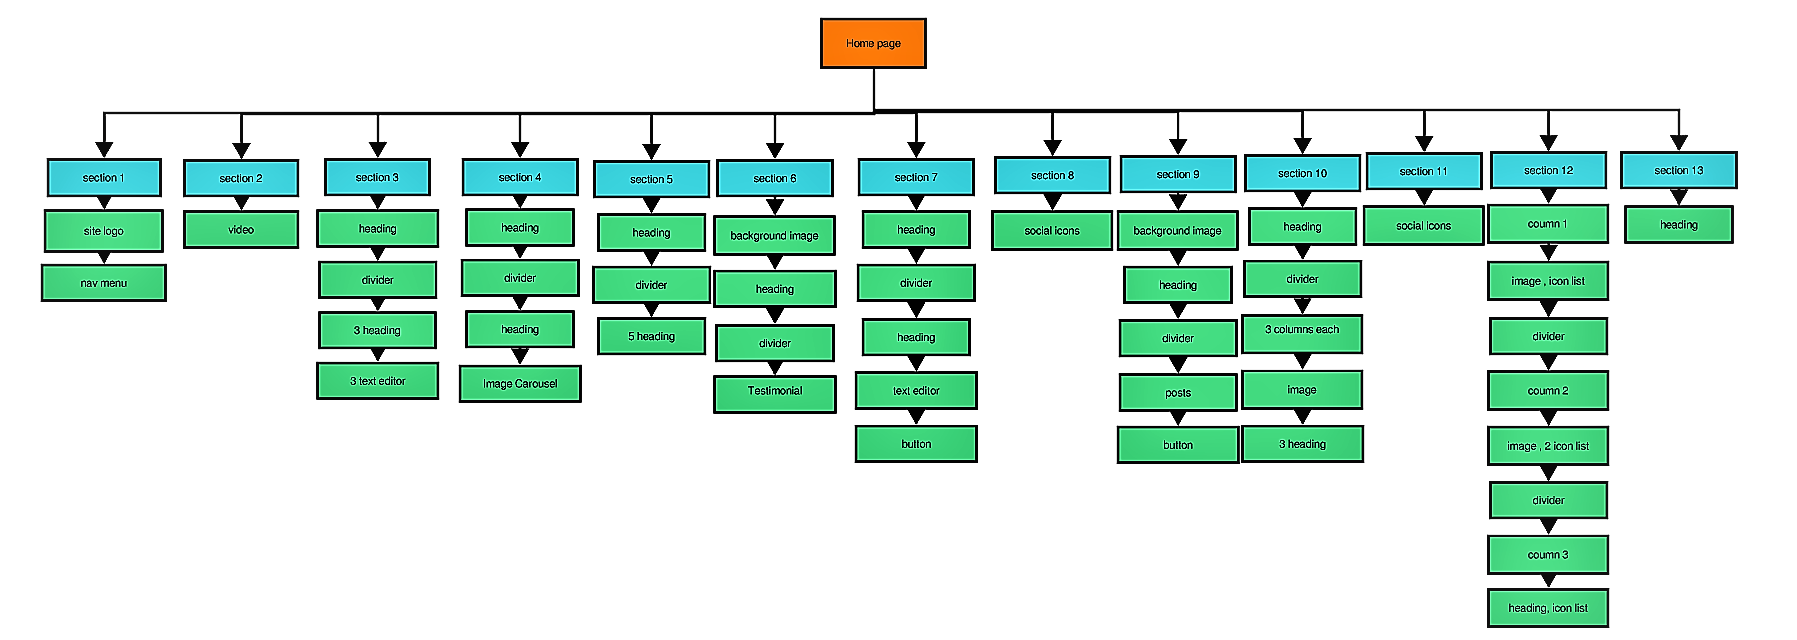 Home page
section 1
site logo
nav menu
section 2
video
section 3
heading
divider
3 heading
3 text editor
section 4
heading
divider
heading
Image Carousel
section 5
heading
divider
5 heading
section 6
background image
heading
divider
Testimonial
section 7
heading
divider
heading
text editor
button
section 8
social icons
section 9
background image
heading
divider
posts
button
section 10
heading
divider
3 columns each
image
3 heading
section 11
social icons
section 12
column 1
image , icon list
divider
column 2
image , 2 icon list
divider
column 3
heading, icon list
section 13
heading